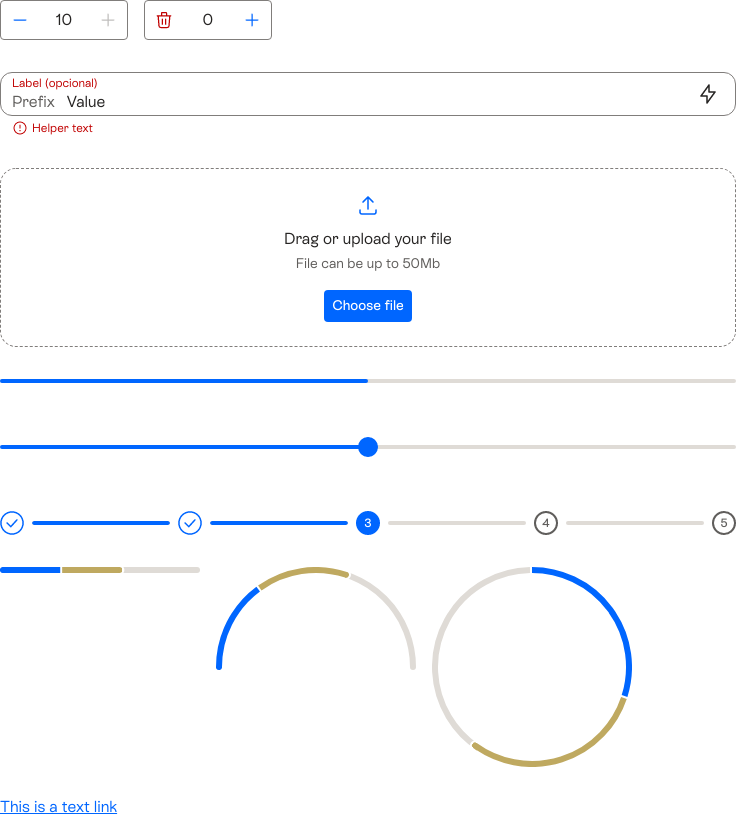 10
0
Label (opcional)
Prefix Value
Helper text
Drag or upload your file
File can be up to 50Mb
Choose file
3 4 5
This is a text link